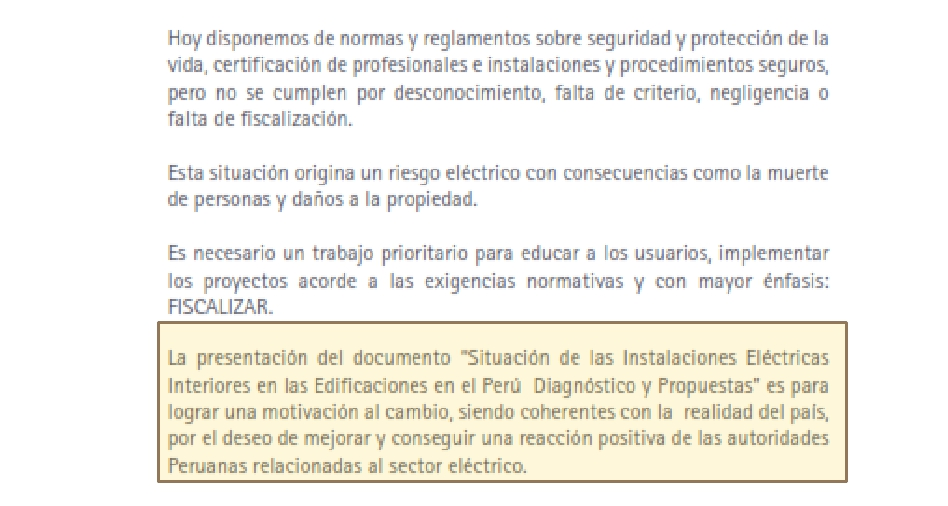 Hoy disponemos de normas y reglamentos sobre seguridad y protección de la
vida, certificación de profesionales e instalaciones y procedimientos seguros,
pero no se cumplen por desconocimiento, falta de criterio, negligencia o
falta de fiscalización.
Esta situación origina un riesgo eléctrico con consecuencias como la muerte
de personas y daños a la propiedad.
Es necesario un trabajo prioritario para educar a los usuarios, implementar
los proyectos acorde a las exigencias normativas y con mayor énfasis:
FISCALIZAR.
La presentación del documento "Situación de las Instalaciones Eléctricas
Interiores en las Edificaciones en el Perú Diagnóstico y Propuestas" es para
lograr una motivación al cambio, siendo coherentes con la realidad del país,
por el deseo de mejorar y conseguir una reacción positiva de las autoridades
Peruanas relacionadas al sector eléctrico.